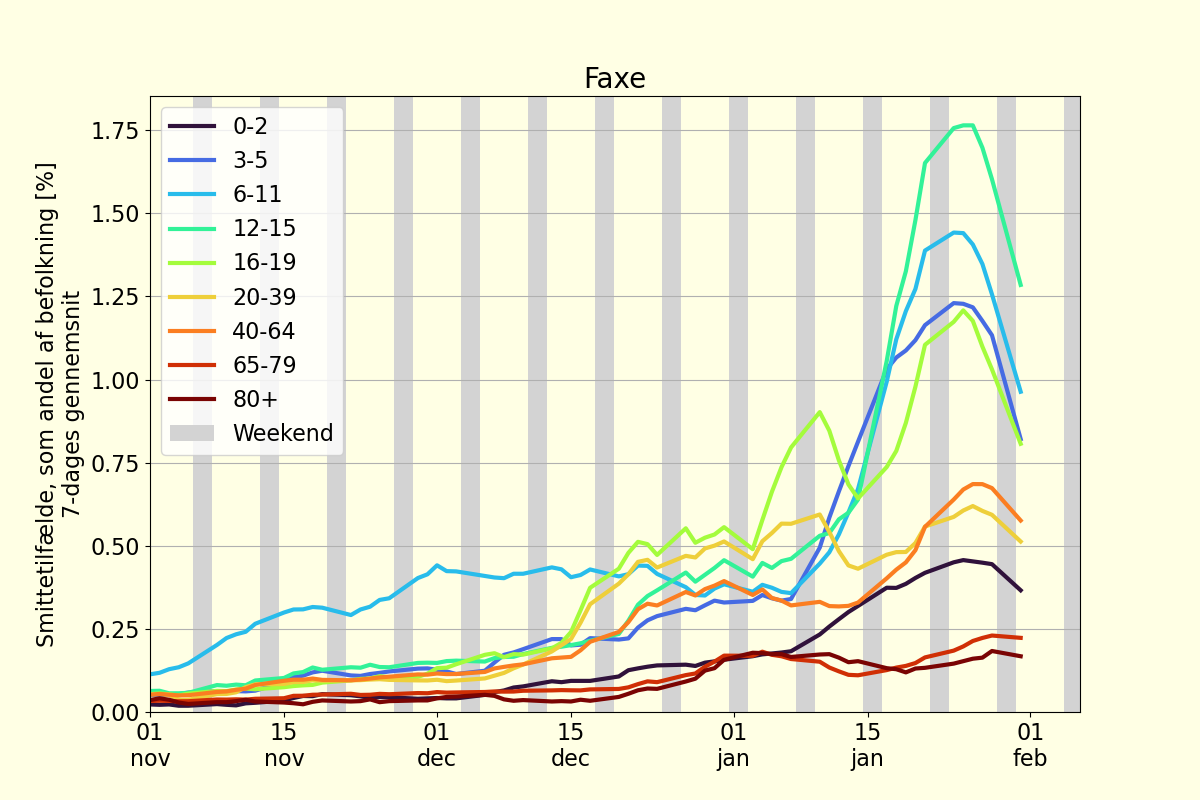 Faxe
Smittetilfælde, som andel af befolkning [%]
7-dages gennemsnit
1.75
1.50
1.25
1.00
0.75
0.50
0.25
0.00
0-2
3-5
6-11
12-15
16-19
20-39
40-64
65-79
80+
Weekend
01 15 01 15 01 15 01
nov nov dec dec jan jan feb